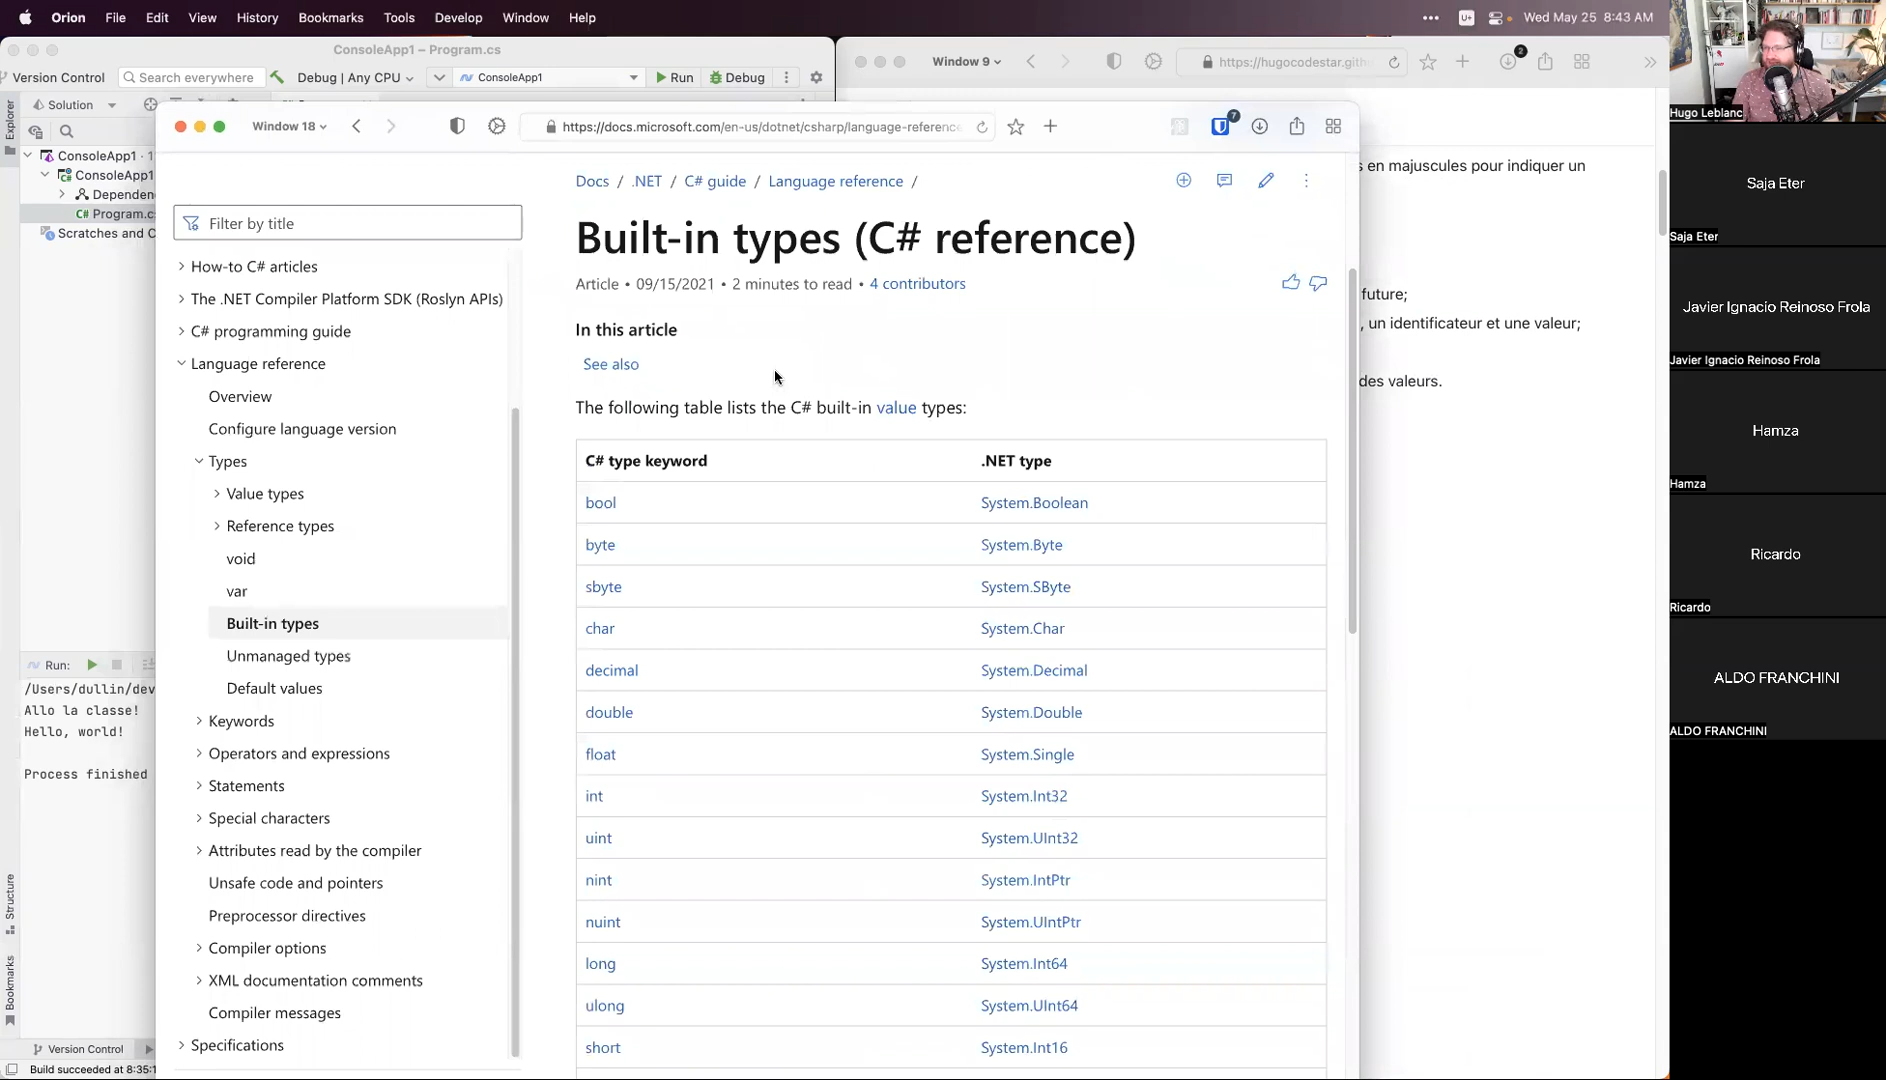 Orion File Edit View History Bookmarks Tools Develop Window Help
Wed May 25 8:43 AM
ConsoleApp1 – Program.cs
Version Control
Search everywhere
Debug | Any CPU
ConsoleApp1
Run
Debug
Window 9
https://hugocodestar.gith
2
Solution
Explorer
ConsoleApp1
ConsoleApp1
Dependen
C# Program.c
Scratches and C
Window 18
https://docs.microsoft.com/en-us/dotnet/csharp/language-reference
7
Docs / .NET / C# guide / Language reference /
Filter by title
How-to C# articles
The .NET Compiler Platform SDK (Roslyn APIs)
C# programming guide
Language reference
Overview
Configure language version
Types
Value types
Reference types
void
var
Built-in types
Unmanaged types
Default values
Keywords
Operators and expressions
Statements
Special characters
Attributes read by the compiler
Unsafe code and pointers
Preprocessor directives
Compiler options
XML documentation comments
Compiler messages
Specifications
Built-in types (C# reference)
Article • 09/15/2021 • 2 minutes to read • 4 contributors
In this article
See also
The following table lists the C# built-in value types:
C# type keyword .NET type
bool System.Boolean
byte System.Byte
sbyte System.SByte
char System.Char
decimal System.Decimal
double System.Double
float System.Single
int System.Int32
uint System.UInt32
nint System.IntPtr
nuint System.UIntPtr
long System.Int64
ulong System.UInt64
short System.Int16
s en majuscules pour indiquer un
future;
, un identificateur et une valeur;
des valeurs.
Run:
/Users/dullin/dev
Allo la classe!
Hello, world!
Process finished
Structure
Bookmarks
Version Control
Build succeeded at 8:35:1
Hugo Leblanc
Saja Eter
Saja Eter
Javier Ignacio Reinoso Frola
Javier Ignacio Reinoso Frola
Hamza
Hamza
Ricardo
Ricardo
ALDO FRANCHINI
ALDO FRANCHINI